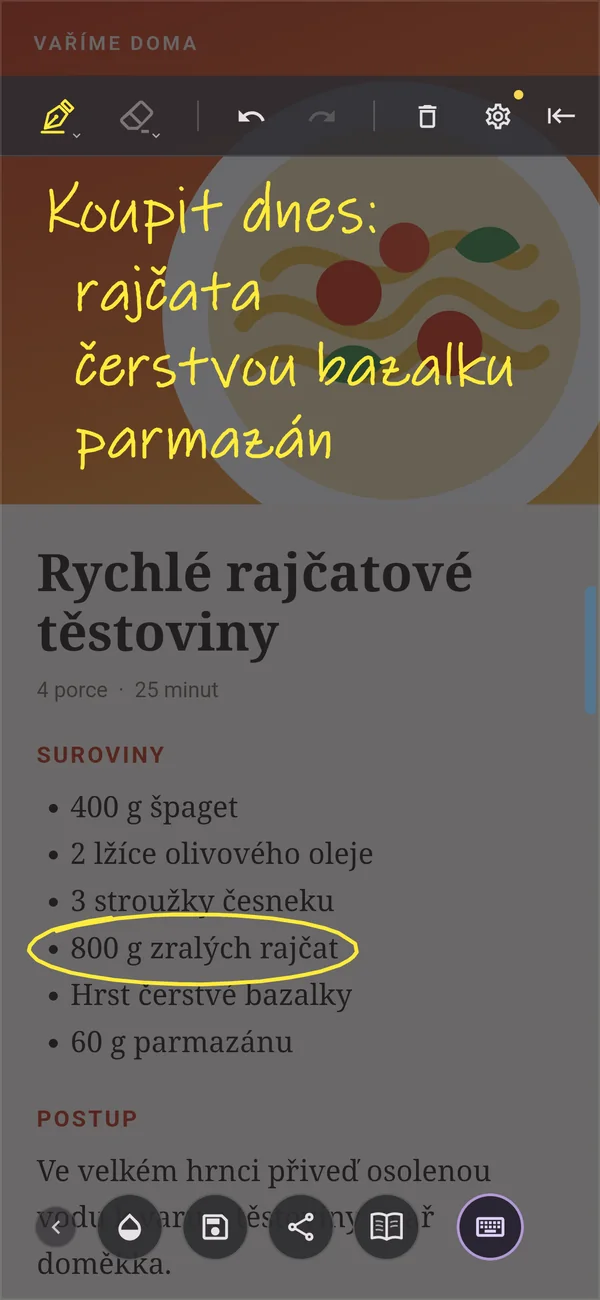 VAŘÍME DOMA
Koupit dnes:
rajčata
čerstvou bazalku
parmazán
Rychlé rajčatové
těstoviny
4 porce · 25 minut
SUROVINY
• 400 g špaget
• 2 lžíce olivového oleje
• 3 stroužky česneku
• 800 g zralých rajčat
• Hrst čerstvé bazalky
• 60 g parmazánu
POSTUP
Ve velkém hrnci přiveď osolenou
vodu
doměkka.